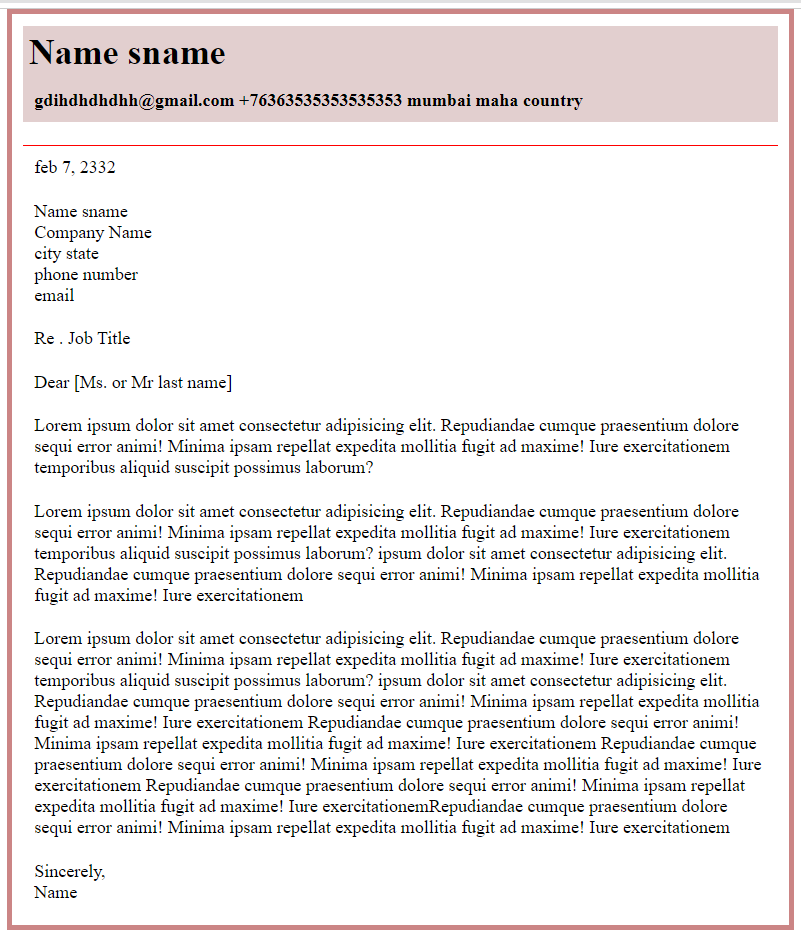 Name sname
gdihdhdhdhh@gmail.com +76363535353535353 mumbai maha country
feb 7, 2332
Name sname
Company Name
city state
phone number
email
Re . Job Title
Dear [Ms. or Mr last name]
Lorem ipsum dolor sit amet consectetur adipisicing elit. Repudiandae cumque praesentium dolore
sequi error animi! Minima ipsam repellat expedita mollitia fugit ad maxime! Iure exercitationem
temporibus aliquid suscipit possimus laborum?
Lorem ipsum dolor sit amet consectetur adipisicing elit. Repudiandae cumque praesentium dolore
sequi error animi! Minima ipsam repellat expedita mollitia fugit ad maxime! Iure exercitationem
temporibus aliquid suscipit possimus laborum? ipsum dolor sit amet consectetur adipisicing elit.
Repudiandae cumque praesentium dolore sequi error animi! Minima ipsam repellat expedita mollitia
fugit ad maxime! Iure exercitationem
Lorem ipsum dolor sit amet consectetur adipisicing elit. Repudiandae cumque praesentium dolore
sequi error animi! Minima ipsam repellat expedita mollitia fugit ad maxime! Iure exercitationem
temporibus aliquid suscipit possimus laborum? ipsum dolor sit amet consectetur adipisicing elit.
Repudiandae cumque praesentium dolore sequi error animi! Minima ipsam repellat expedita mollitia
fugit ad maxime! Iure exercitationem Repudiandae cumque praesentium dolore sequi error animi!
Minima ipsam repellat expedita mollitia fugit ad maxime! Iure exercitationem Repudiandae cumque
praesentium dolore sequi error animi! Minima ipsam repellat expedita mollitia fugit ad maxime! Iure
exercitationem Repudiandae cumque praesentium dolore sequi error animi! Minima ipsam repellat
expedita mollitia fugit ad maxime! Iure exercitationemRepudiandae cumque praesentium dolore
sequi error animi! Minima ipsam repellat expedita mollitia fugit ad maxime! Iure exercitationem
Sincerely,
Name